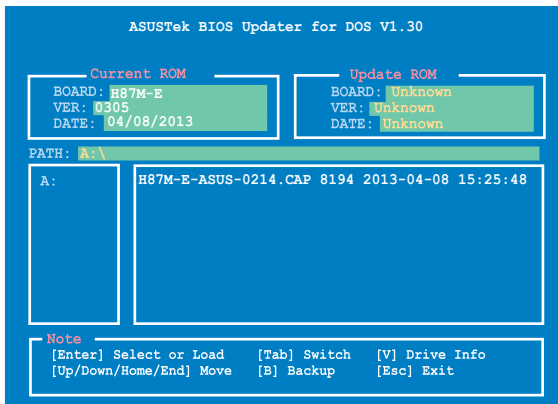 ASUSTek BIOS Updater for DOS V1.30
Current ROM
BOARD: H87M-E
VER: 0305
DATE: 04/08/2013
Update ROM
BOARD: Unknown
VER: Unknown
DATE: Unknown
PATH: A:\
A:
H87M-E-ASUS-0214.CAP 8194 2013-04-08 15:25:48
Note
[Enter] Select or Load [Tab] Switch [V] Drive Info
[Up/Down/Home/End] Move [B] Backup [Esc] Exit